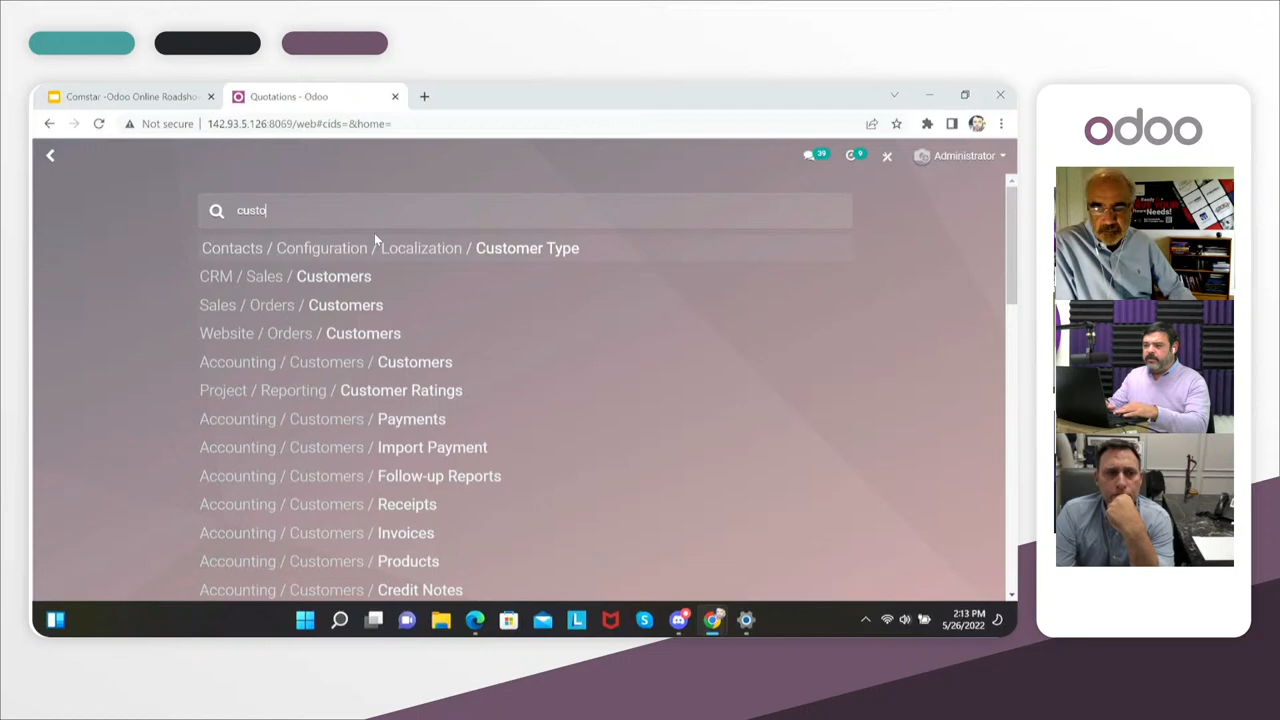 Comstar -Odoo Online Roadsho
Quotations - Odoo
Not secure
142.93.5.126:8069/web#cids=&home=
39
9
Administrator
custo
Contacts / Configuration / Localization / Customer Type
CRM / Sales / Customers
Sales / Orders / Customers
Website / Orders / Customers
Accounting / Customers / Customers
Project / Reporting / Customer Ratings
Accounting / Customers / Payments
Accounting / Customers / Import Payment
Accounting / Customers / Follow-up Reports
Accounting / Customers / Receipts
Accounting / Customers / Invoices
Accounting / Customers / Products
Accounting / Customers / Credit Notes
L
2:13 PM
5/26/2022
odoo